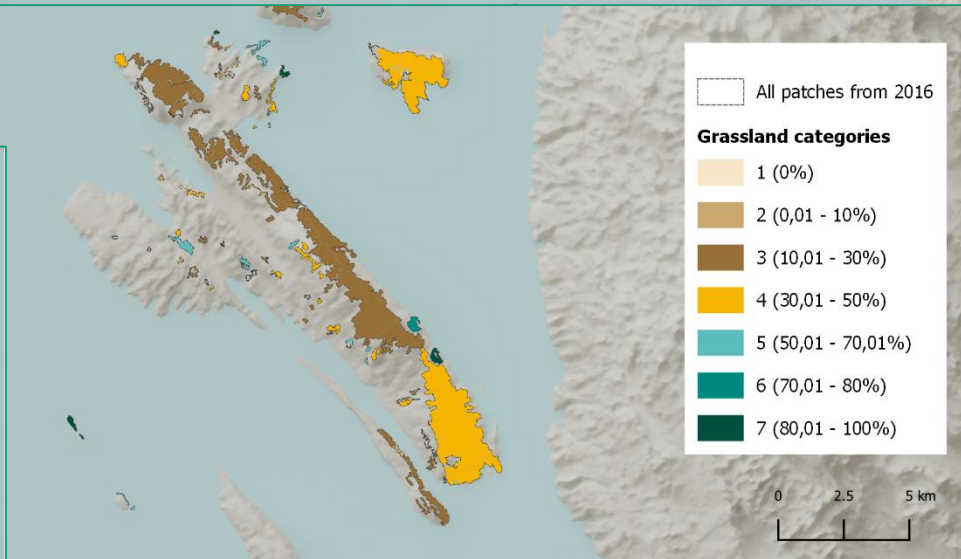 All patches from 2016
Grassland categories
1 (0%)
2 (0,01 - 10%)
3 (10,01 - 30%)
4 (30,01 - 50%)
5 (50,01 - 70,01%)
6 (70,01 - 80%)
7 (80,01 - 100%)
0 2.5 5 km